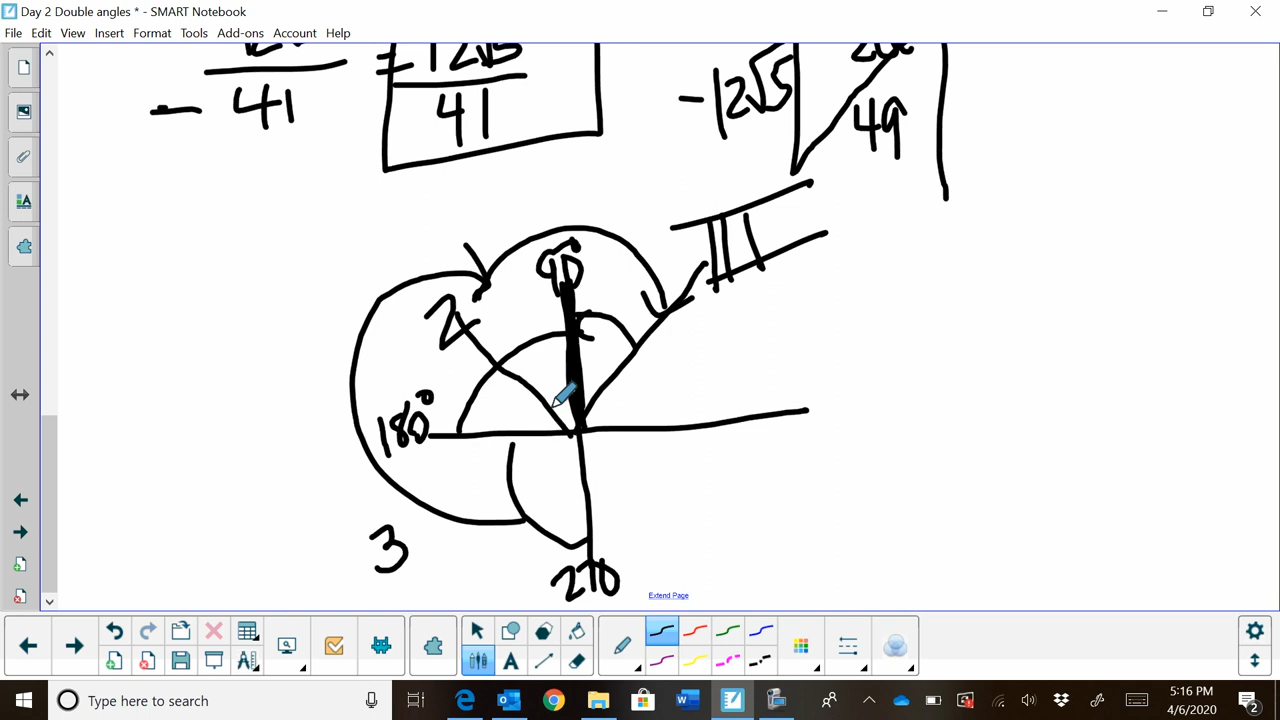 Day 2 Double angles * - SMART Notebook
File Edit View Insert Format Tools Add-ons Account Help
= 12√5
- 41
41
-12√5
49
III
90°
2
180°
3
270
Extend Page
A
Type here to search
W
5:16 PM
4/6/2020
2